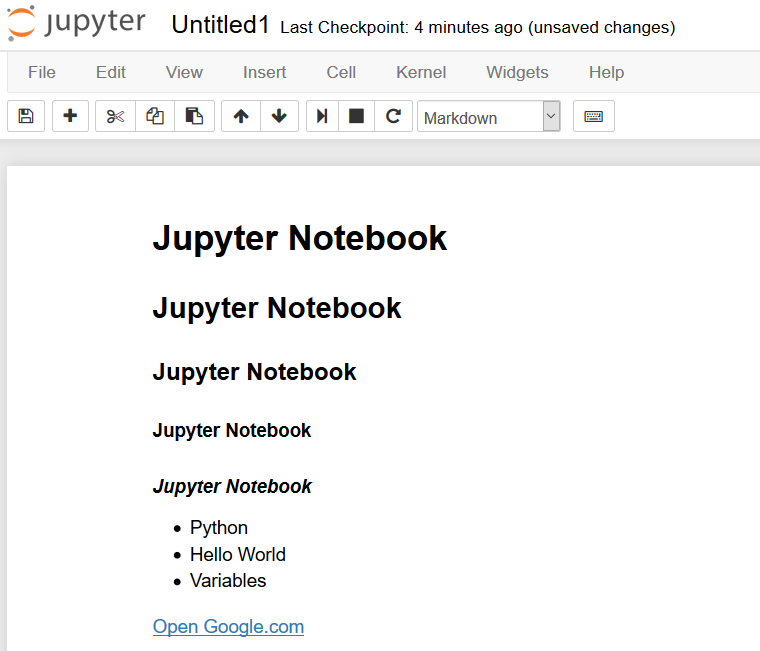 jupyter Untitled1 Last Checkpoint: 4 minutes ago (unsaved changes)
File Edit View Insert Cell Kernel Widgets Help
Markdown
Jupyter Notebook
Jupyter Notebook
Jupyter Notebook
Jupyter Notebook
Jupyter Notebook
Python
Hello World
Variables
Open Google.com